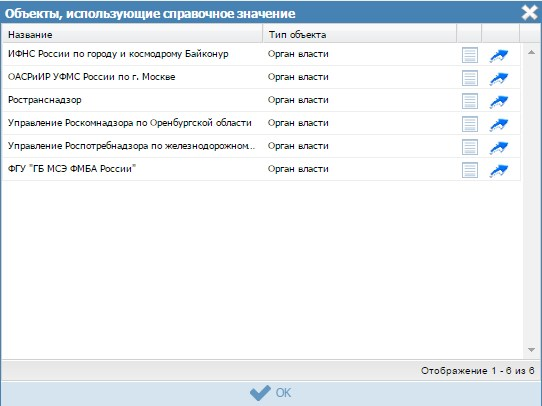 Объекты, использующие справочное значение
Название Тип объекта
ИФНС России по городу и космодрому Байконур Орган власти
ОАСРиИР УФМС России по г. Москве Орган власти
Ространснадзор Орган власти
Управление Роскомнадзора по Оренбургской области Орган власти
Управление Роспотребнадзора по железнодорожном... Орган власти
ФГУ "ГБ МСЭ ФМБА России" Орган власти
Отображение 1 - 6 из 6
OK